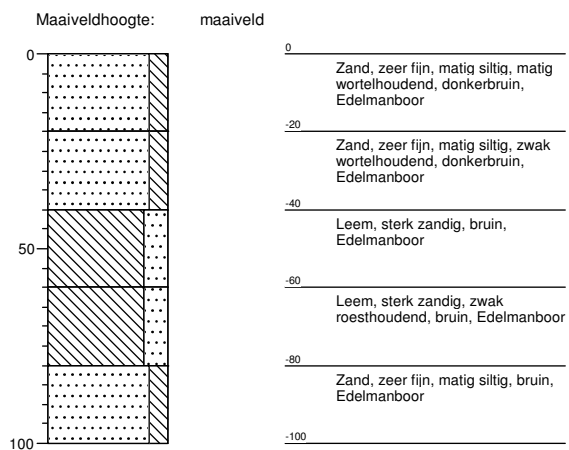 Maaiveldhoogte: maaiveld
0
0
Zand, zeer fijn, matig siltig, matig
wortelhoudend, donkerbruin,
Edelmanboor
-20
Zand, zeer fijn, matig siltig, zwak
wortelhoudend, donkerbruin,
Edelmanboor
-40
Leem, sterk zandig, bruin,
Edelmanboor
50
-60
Leem, sterk zandig, zwak
roesthoudend, bruin, Edelmanboor
-80
Zand, zeer fijn, matig siltig, bruin,
Edelmanboor
100
-100